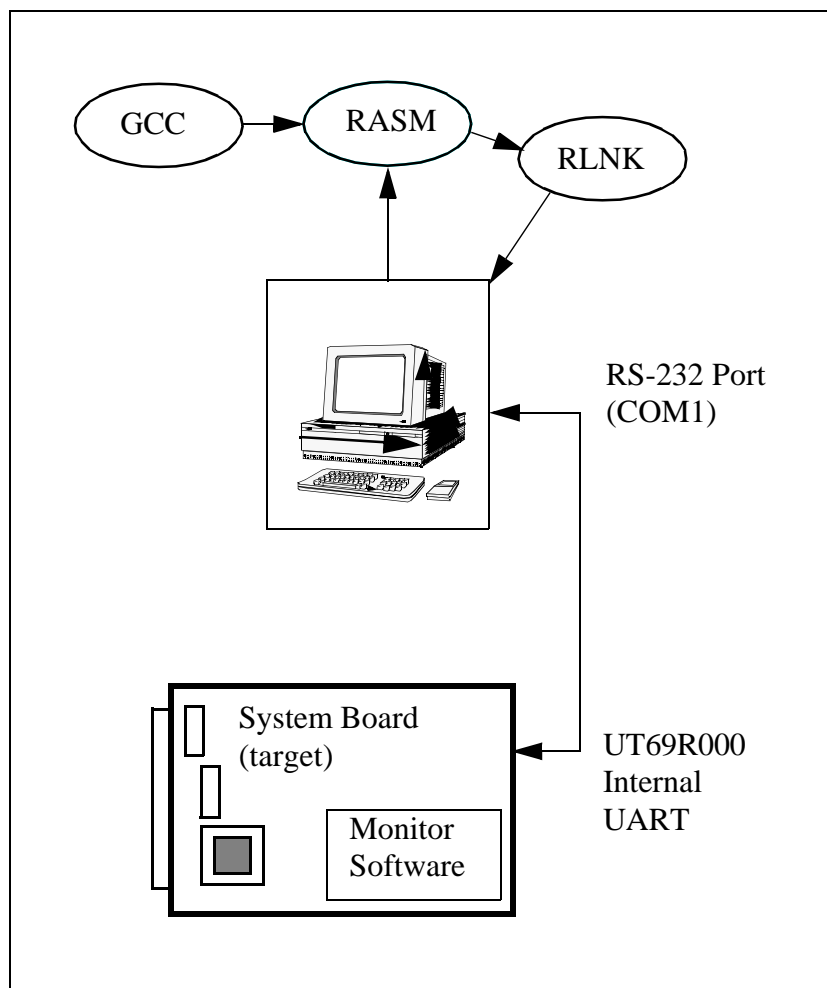 GCC
RASM
RLNK
RS-232 Port
(COM1)
System Board
(target)
Monitor
Software
UT69R000
Internal
UART